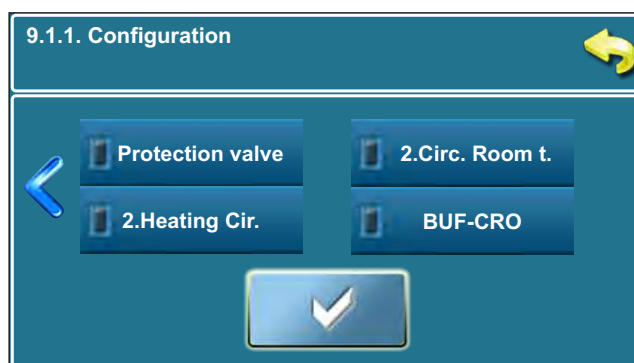 9.1.1. Configuration
Protection valve
2.Circ. Room t.
2.Heating Cir.
BUF-CRO